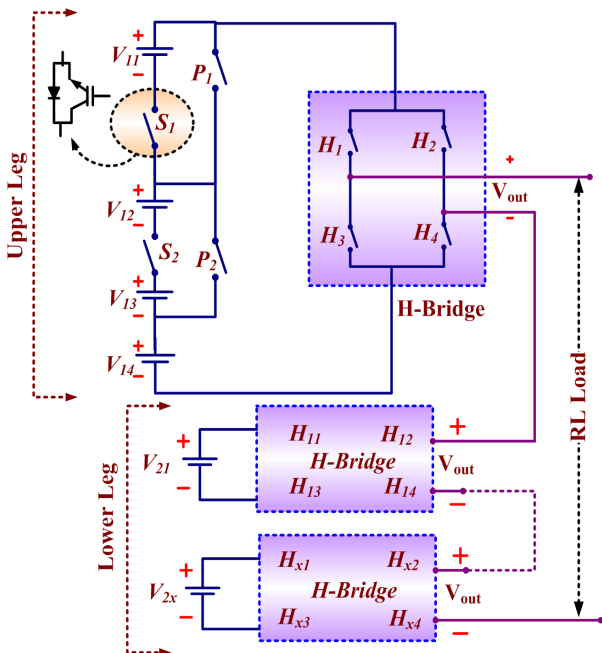 Upper Leg
+
V11
−
P1
S1
+
V12
−
S2
P2
+
V13
−
+
V14
−
H1
H2
H3
H4
H-Bridge
+
Vout
−
RL Load
Lower Leg
+
V21
−
H11
H12
H-Bridge
H13
H14
+
Vout
−
+
V2x
−
Hx1
Hx2
H-Bridge
Hx3
Hx4
+
Vout
−